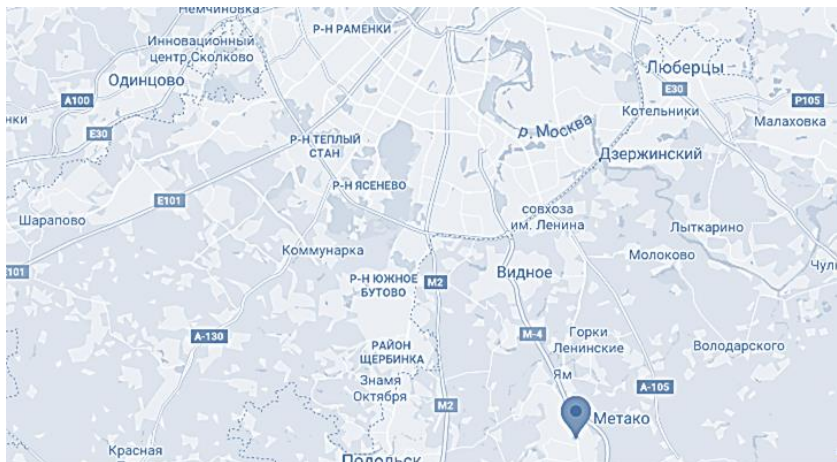 Немчиновка
Р-Н РАМЕНКИ
Инновационный
центр Сколково
Одинцово
Люберцы
A100
E30
P105
Котельники
нки
Малаховка
E30
р. Москва
Р-Н ТЕПЛЫЙ
СТАН
Дзержинский
Р-Н ЯСЕНЕВО
E101
Шарапово
совхоза
им. Ленина
Лыткарино
Коммунарка
Молоково
Чулк
E101
Р-Н ЮЖНОЕ
БУТОВО
M2
Видное
M-4
Горки
Ленинские
A-130
РАЙОН
ЩЕРБИНКА
Володарского
Знамя
Октября
Ям
A-105
M2
Метако
Красная
Подольск